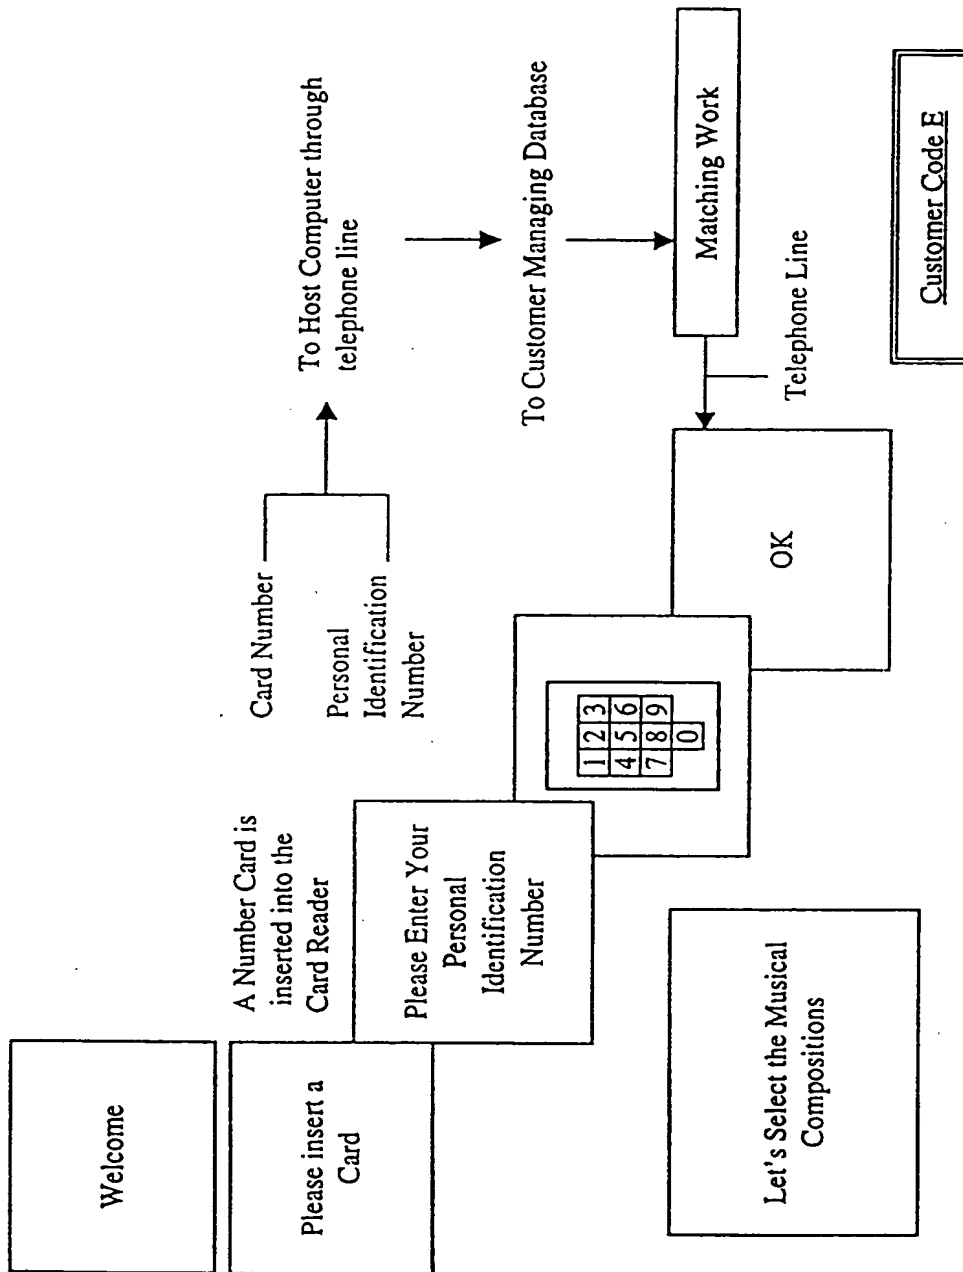 Welcome
Please insert a
Card
A Number Card is
inserted into the
Card Reader
Please Enter Your
Personal
Identification
Number
1 2 3
4 5 6
7 8 9
0
Card Number
Personal
Identification
Number
To Host Computer through
telephone line
To Customer Managing Database
Matching Work
Telephone Line
OK
Let's Select the Musical
Compositions
Customer Code E